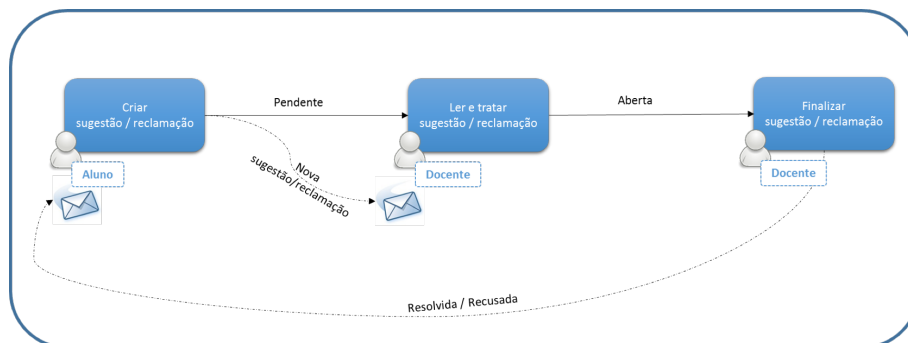 Criar
sugestão / reclamação
Pendente
Ler e tratar
sugestão / reclamação
Aberta
Finalizar
sugestão / reclamação
Aluno
Nova
sugestão/reclamação
Docente
Docente
Resolvida / Recusada